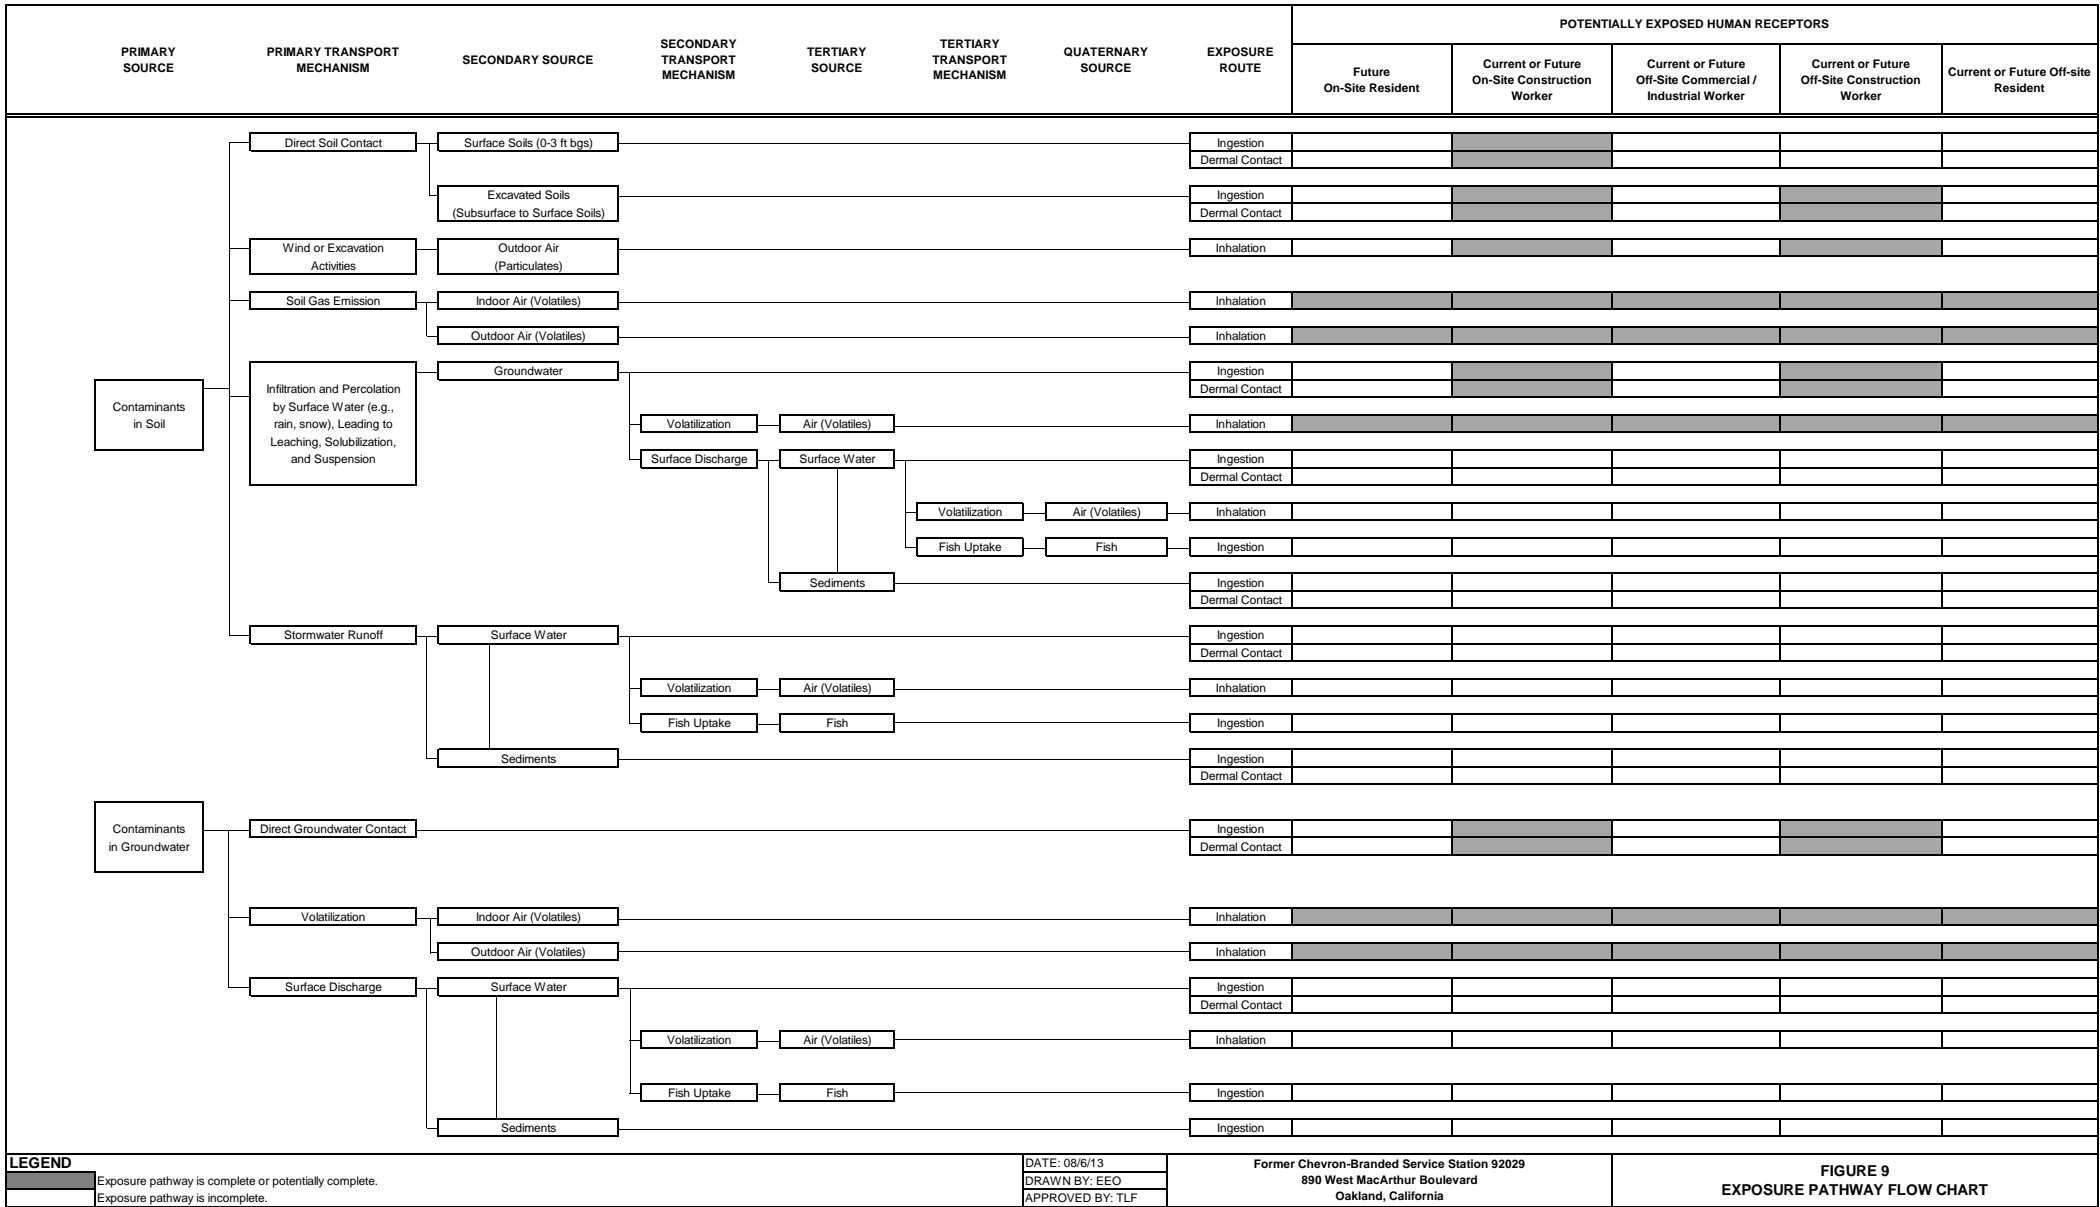 POTENTIALLY EXPOSED HUMAN RECEPTORS
PRIMARY
SOURCE
PRIMARY TRANSPORT
MECHANISM
SECONDARY SOURCE
SECONDARY
TRANSPORT
MECHANISM
TERTIARY
SOURCE
TERTIARY
TRANSPORT
MECHANISM
QUATERNARY
SOURCE
EXPOSURE
ROUTE
Future
On-Site Resident
Current or Future
On-Site Construction
Worker
Current or Future
Off-Site Commercial /
Industrial Worker
Current or Future
Off-Site Construction
Worker
Current or Future Off-site
Resident
Direct Soil Contact
Surface Soils (0-3 ft bgs)
Ingestion
Dermal Contact
Excavated Soils
(Subsurface to Surface Soils)
Ingestion
Dermal Contact
Wind or Excavation
Activities
Outdoor Air
(Particulates)
Inhalation
Soil Gas Emission
Indoor Air (Volatiles)
Inhalation
Outdoor Air (Volatiles)
Inhalation
Contaminants
in Soil
Infiltration and Percolation
by Surface Water (e.g.,
rain, snow), Leading to
Leaching, Solubilization,
and Suspension
Groundwater
Ingestion
Dermal Contact
Volatilization
Air (Volatiles)
Inhalation
Surface Discharge
Surface Water
Ingestion
Dermal Contact
Volatilization
Air (Volatiles)
Inhalation
Fish Uptake
Fish
Ingestion
Sediments
Ingestion
Dermal Contact
Stormwater Runoff
Surface Water
Ingestion
Dermal Contact
Volatilization
Air (Volatiles)
Inhalation
Fish Uptake
Fish
Ingestion
Sediments
Ingestion
Dermal Contact
Contaminants
in Groundwater
Direct Groundwater Contact
Ingestion
Dermal Contact
Volatilization
Indoor Air (Volatiles)
Inhalation
Outdoor Air (Volatiles)
Inhalation
Surface Discharge
Surface Water
Ingestion
Dermal Contact
Volatilization
Air (Volatiles)
Inhalation
Fish Uptake
Fish
Ingestion
Sediments
Ingestion
LEGEND
Exposure pathway is complete or potentially complete.
Exposure pathway is incomplete.
DATE: 08/6/13
DRAWN BY: EEO
APPROVED BY: TLF
Former Chevron-Branded Service Station 92029
890 West MacArthur Boulevard
Oakland, California
FIGURE 9
EXPOSURE PATHWAY FLOW CHART